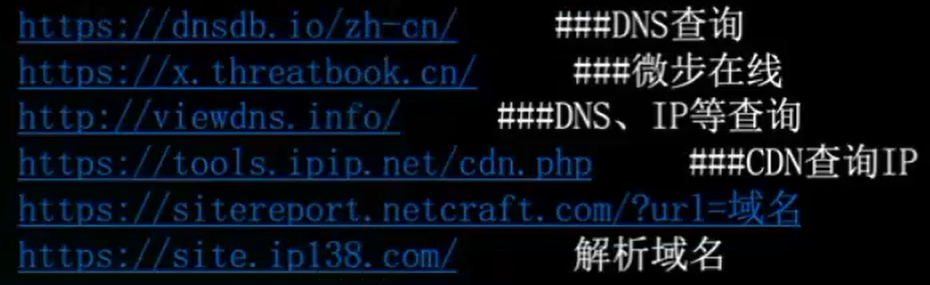 https://dnsdb.io/zh-cn/ ###DNS查询
https://x.threatbook.cn/ ###微步在线
http://viewdns.info/ ###DNS、IP等查询
https://tools.ipip.net/cdn.php ###CDN查询IP
https://sitereport.netcraft.com/?url=域名
https://site.ip138.com/ 解析域名